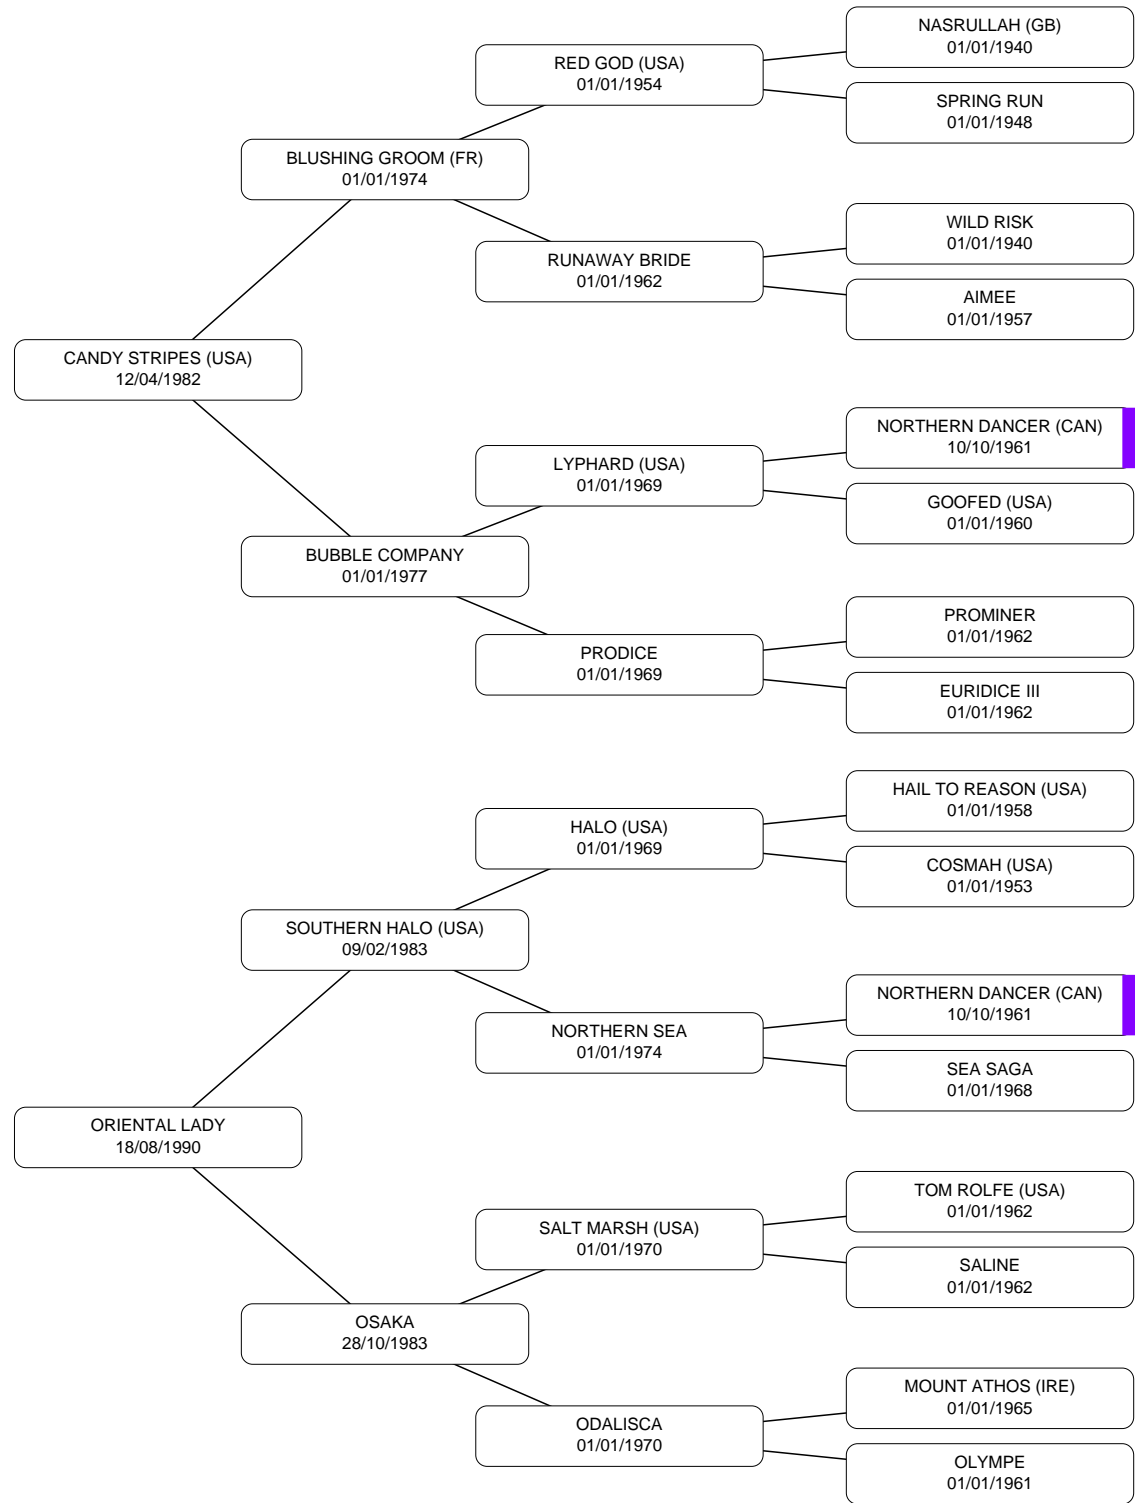 NASRULLAH (GB)
01/01/1940
RED GOD (USA)
01/01/1954
SPRING RUN
01/01/1948
BLUSHING GROOM (FR)
01/01/1974
WILD RISK
01/01/1940
RUNAWAY BRIDE
01/01/1962
AIMEE
01/01/1957
CANDY STRIPES (USA)
12/04/1982
NORTHERN DANCER (CAN)
10/10/1961
LYPHARD (USA)
01/01/1969
GOOFED (USA)
01/01/1960
BUBBLE COMPANY
01/01/1977
PROMINER
01/01/1962
PRODICE
01/01/1969
EURIDICE III
01/01/1962
HAIL TO REASON (USA)
01/01/1958
HALO (USA)
01/01/1969
COSMAH (USA)
01/01/1953
SOUTHERN HALO (USA)
09/02/1983
NORTHERN DANCER (CAN)
10/10/1961
NORTHERN SEA
01/01/1974
SEA SAGA
01/01/1968
ORIENTAL LADY
18/08/1990
TOM ROLFE (USA)
01/01/1962
SALT MARSH (USA)
01/01/1970
SALINE
01/01/1962
OSAKA
28/10/1983
MOUNT ATHOS (IRE)
01/01/1965
ODALISCA
01/01/1970
OLYMPE
01/01/1961